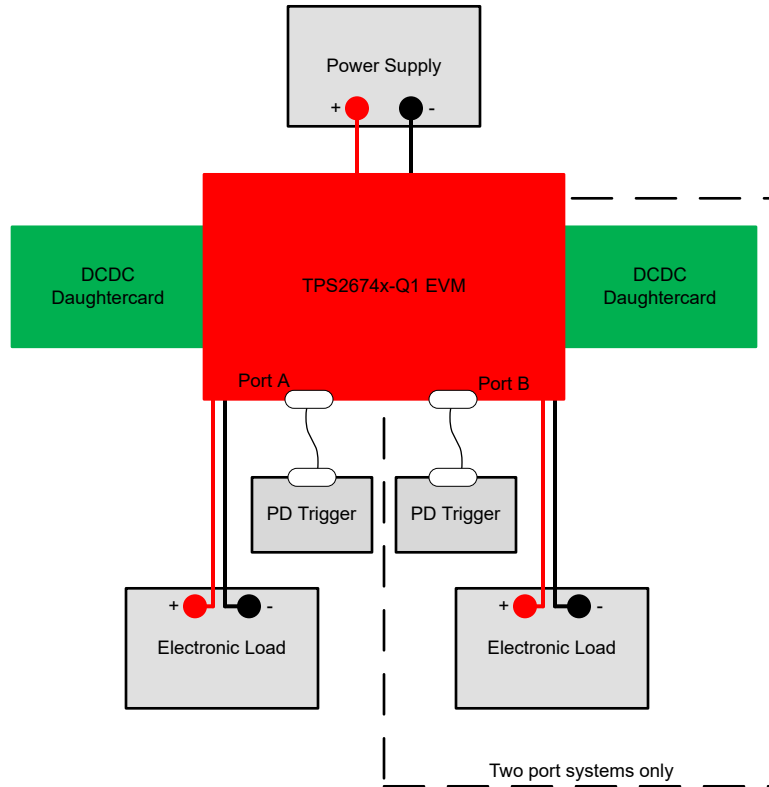 Power Supply
+ -
DCDC
Daughtercard
TPS2674x-Q1 EVM
DCDC
Daughtercard
Port A
Port B
PD Trigger
PD Trigger
+ -
Electronic Load
+ -
Electronic Load
Two port systems only